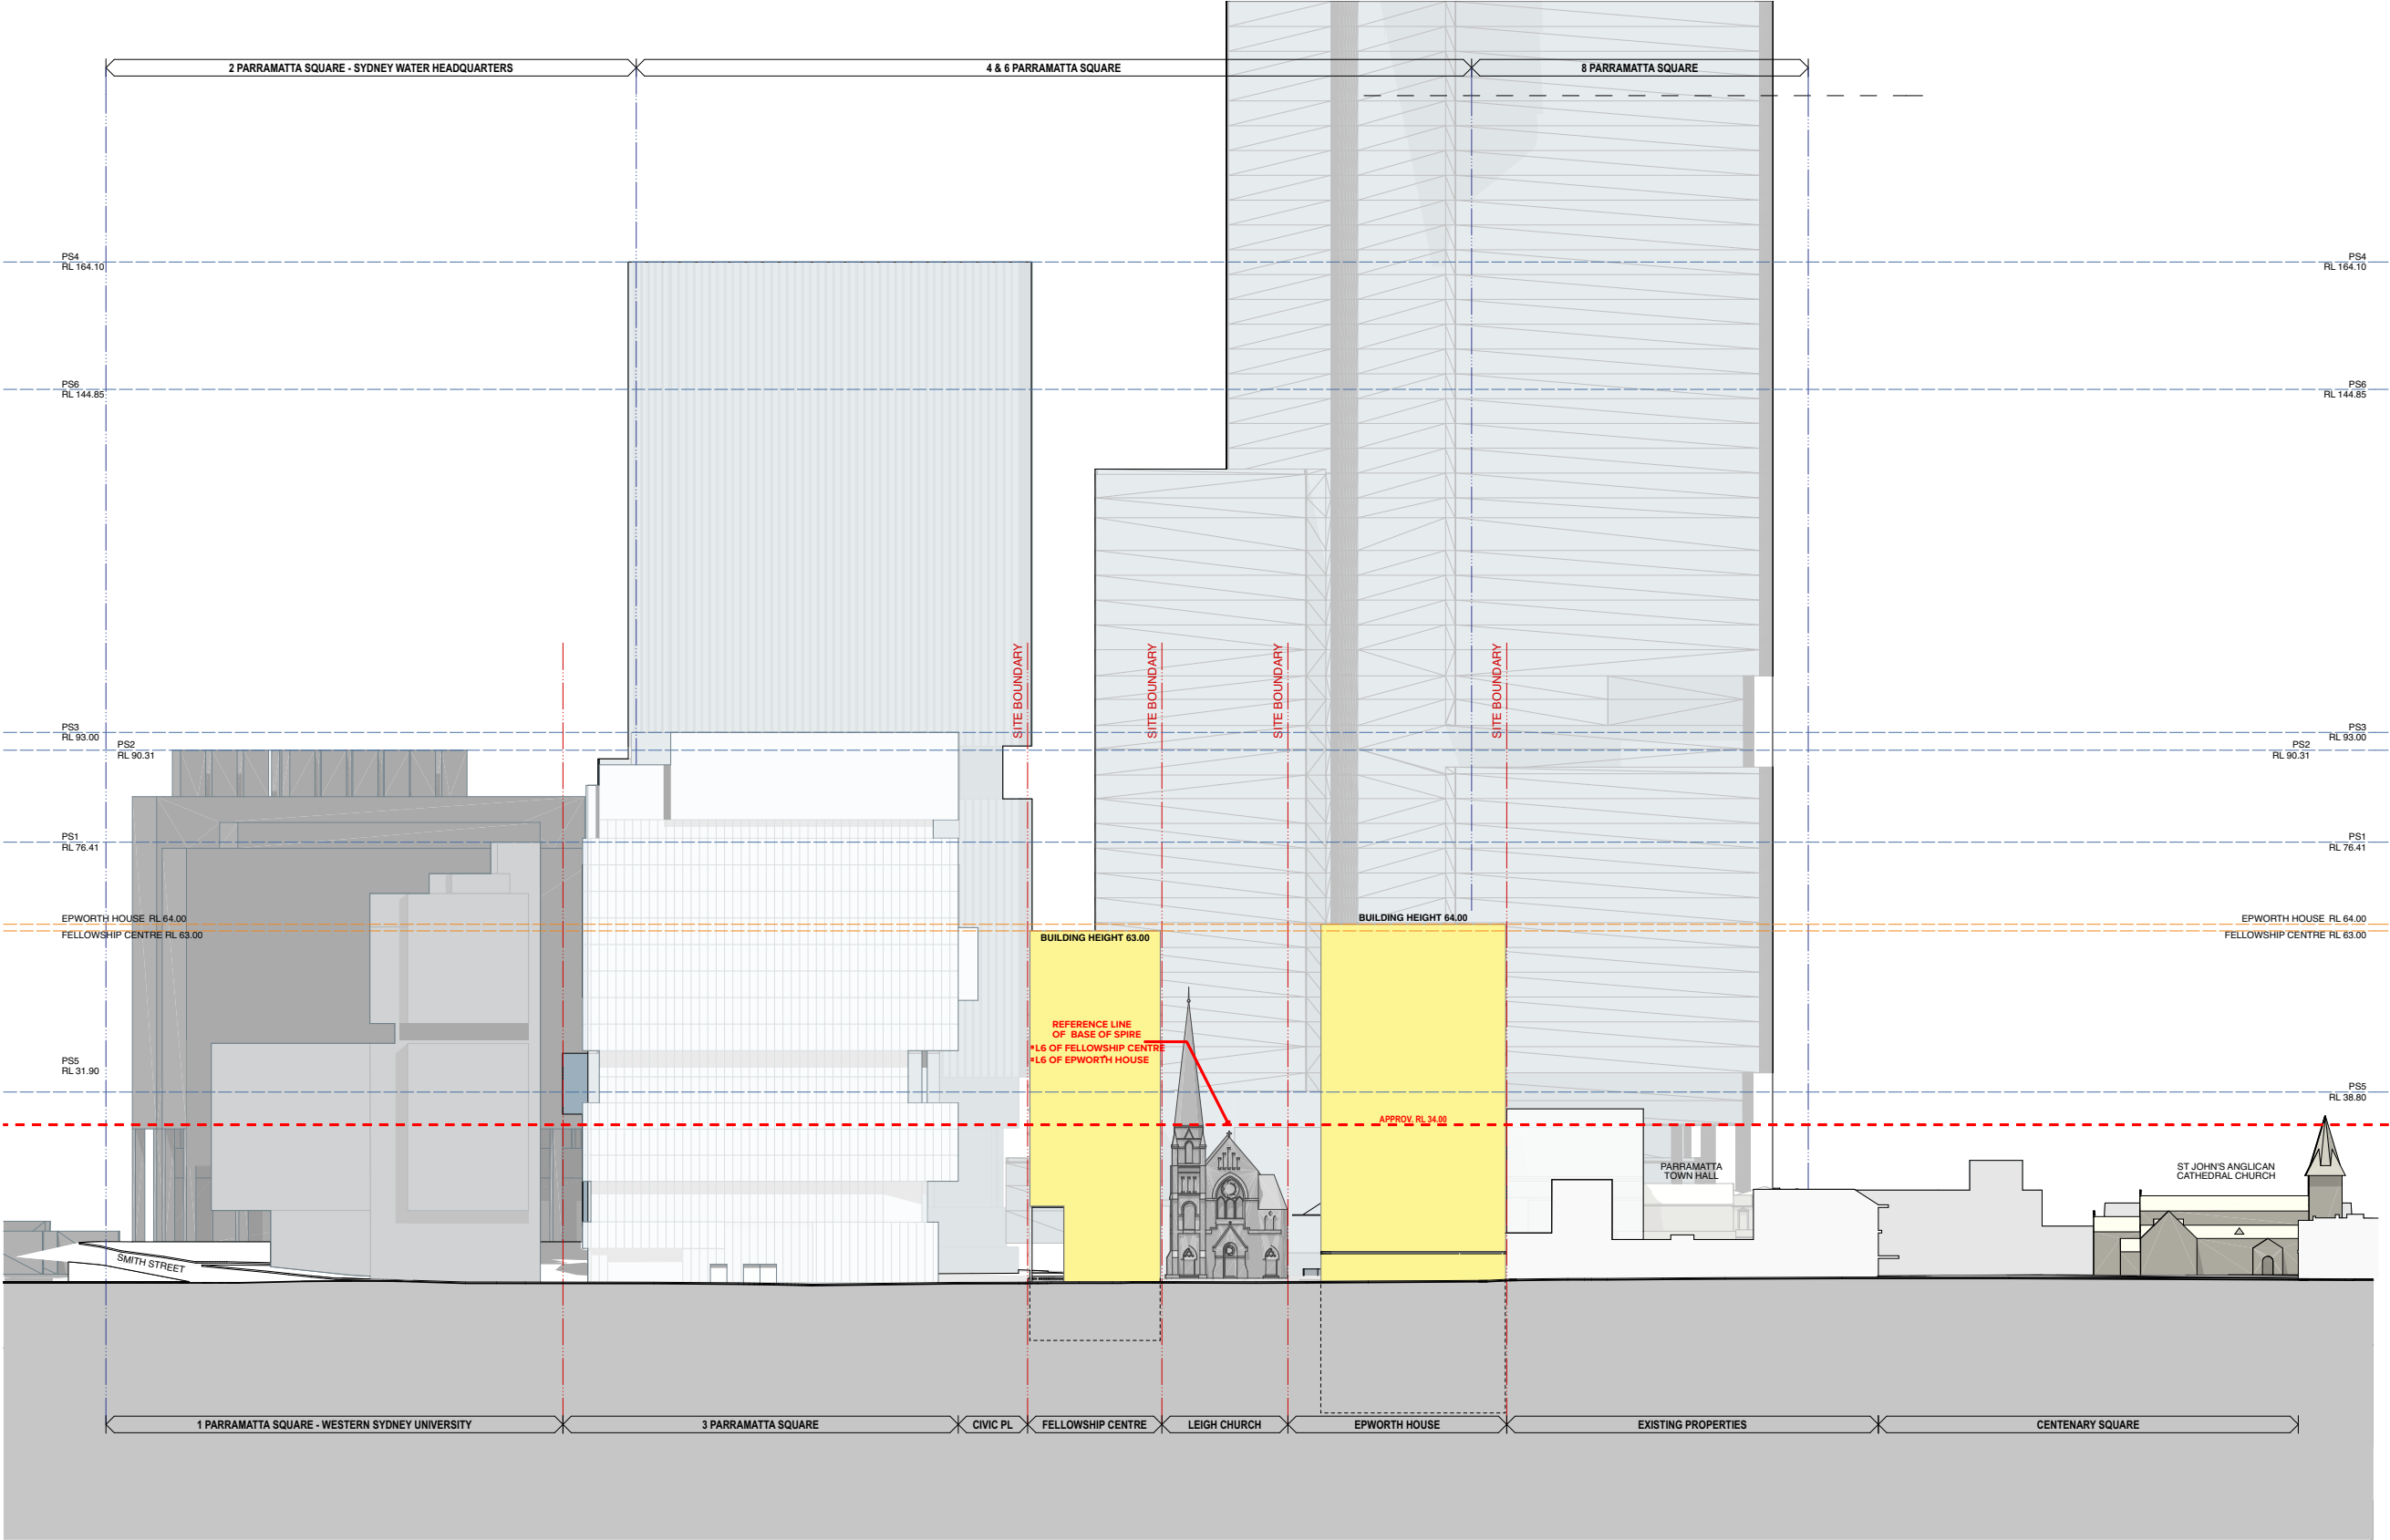 2 PARRAMATTA SQUARE - SYDNEY WATER HEADQUARTERS
4 & 6 PARRAMATTA SQUARE
8 PARRAMATTA SQUARE
PS4
RL 164.10
PS4
RL 164.10
PS6
RL 144.85
PS6
RL 144.85
SITE BOUNDARY
SITE BOUNDARY
SITE BOUNDARY
SITE BOUNDARY
PS3
RL 93.00
PS3
RL 93.00
PS2
RL 90.31
PS2
RL 90.31
PS1
RL 76.41
PS1
RL 76.41
EPWORTH HOUSE RL 64.00
BUILDING HEIGHT 64.00
EPWORTH HOUSE RL 64.00
FELLOWSHIP CENTRE RL 63.00
BUILDING HEIGHT 63.00
FELLOWSHIP CENTRE RL 63.00
REFERENCE LINE
OF BASE OF SPIRE
*L6 OF FELLOWSHIP CENTRE
*L6 OF EPWORTH HOUSE
PS5
RL 31.90
PS5
RL 38.80
APPROV. RL 34.00
PARRAMATTA
TOWN HALL
ST JOHN'S ANGLICAN
CATHEDRAL CHURCH
SMITH STREET
1 PARRAMATTA SQUARE - WESTERN SYDNEY UNIVERSITY
3 PARRAMATTA SQUARE
CIVIC PL
FELLOWSHIP CENTRE
LEIGH CHURCH
EPWORTH HOUSE
EXISTING PROPERTIES
CENTENARY SQUARE